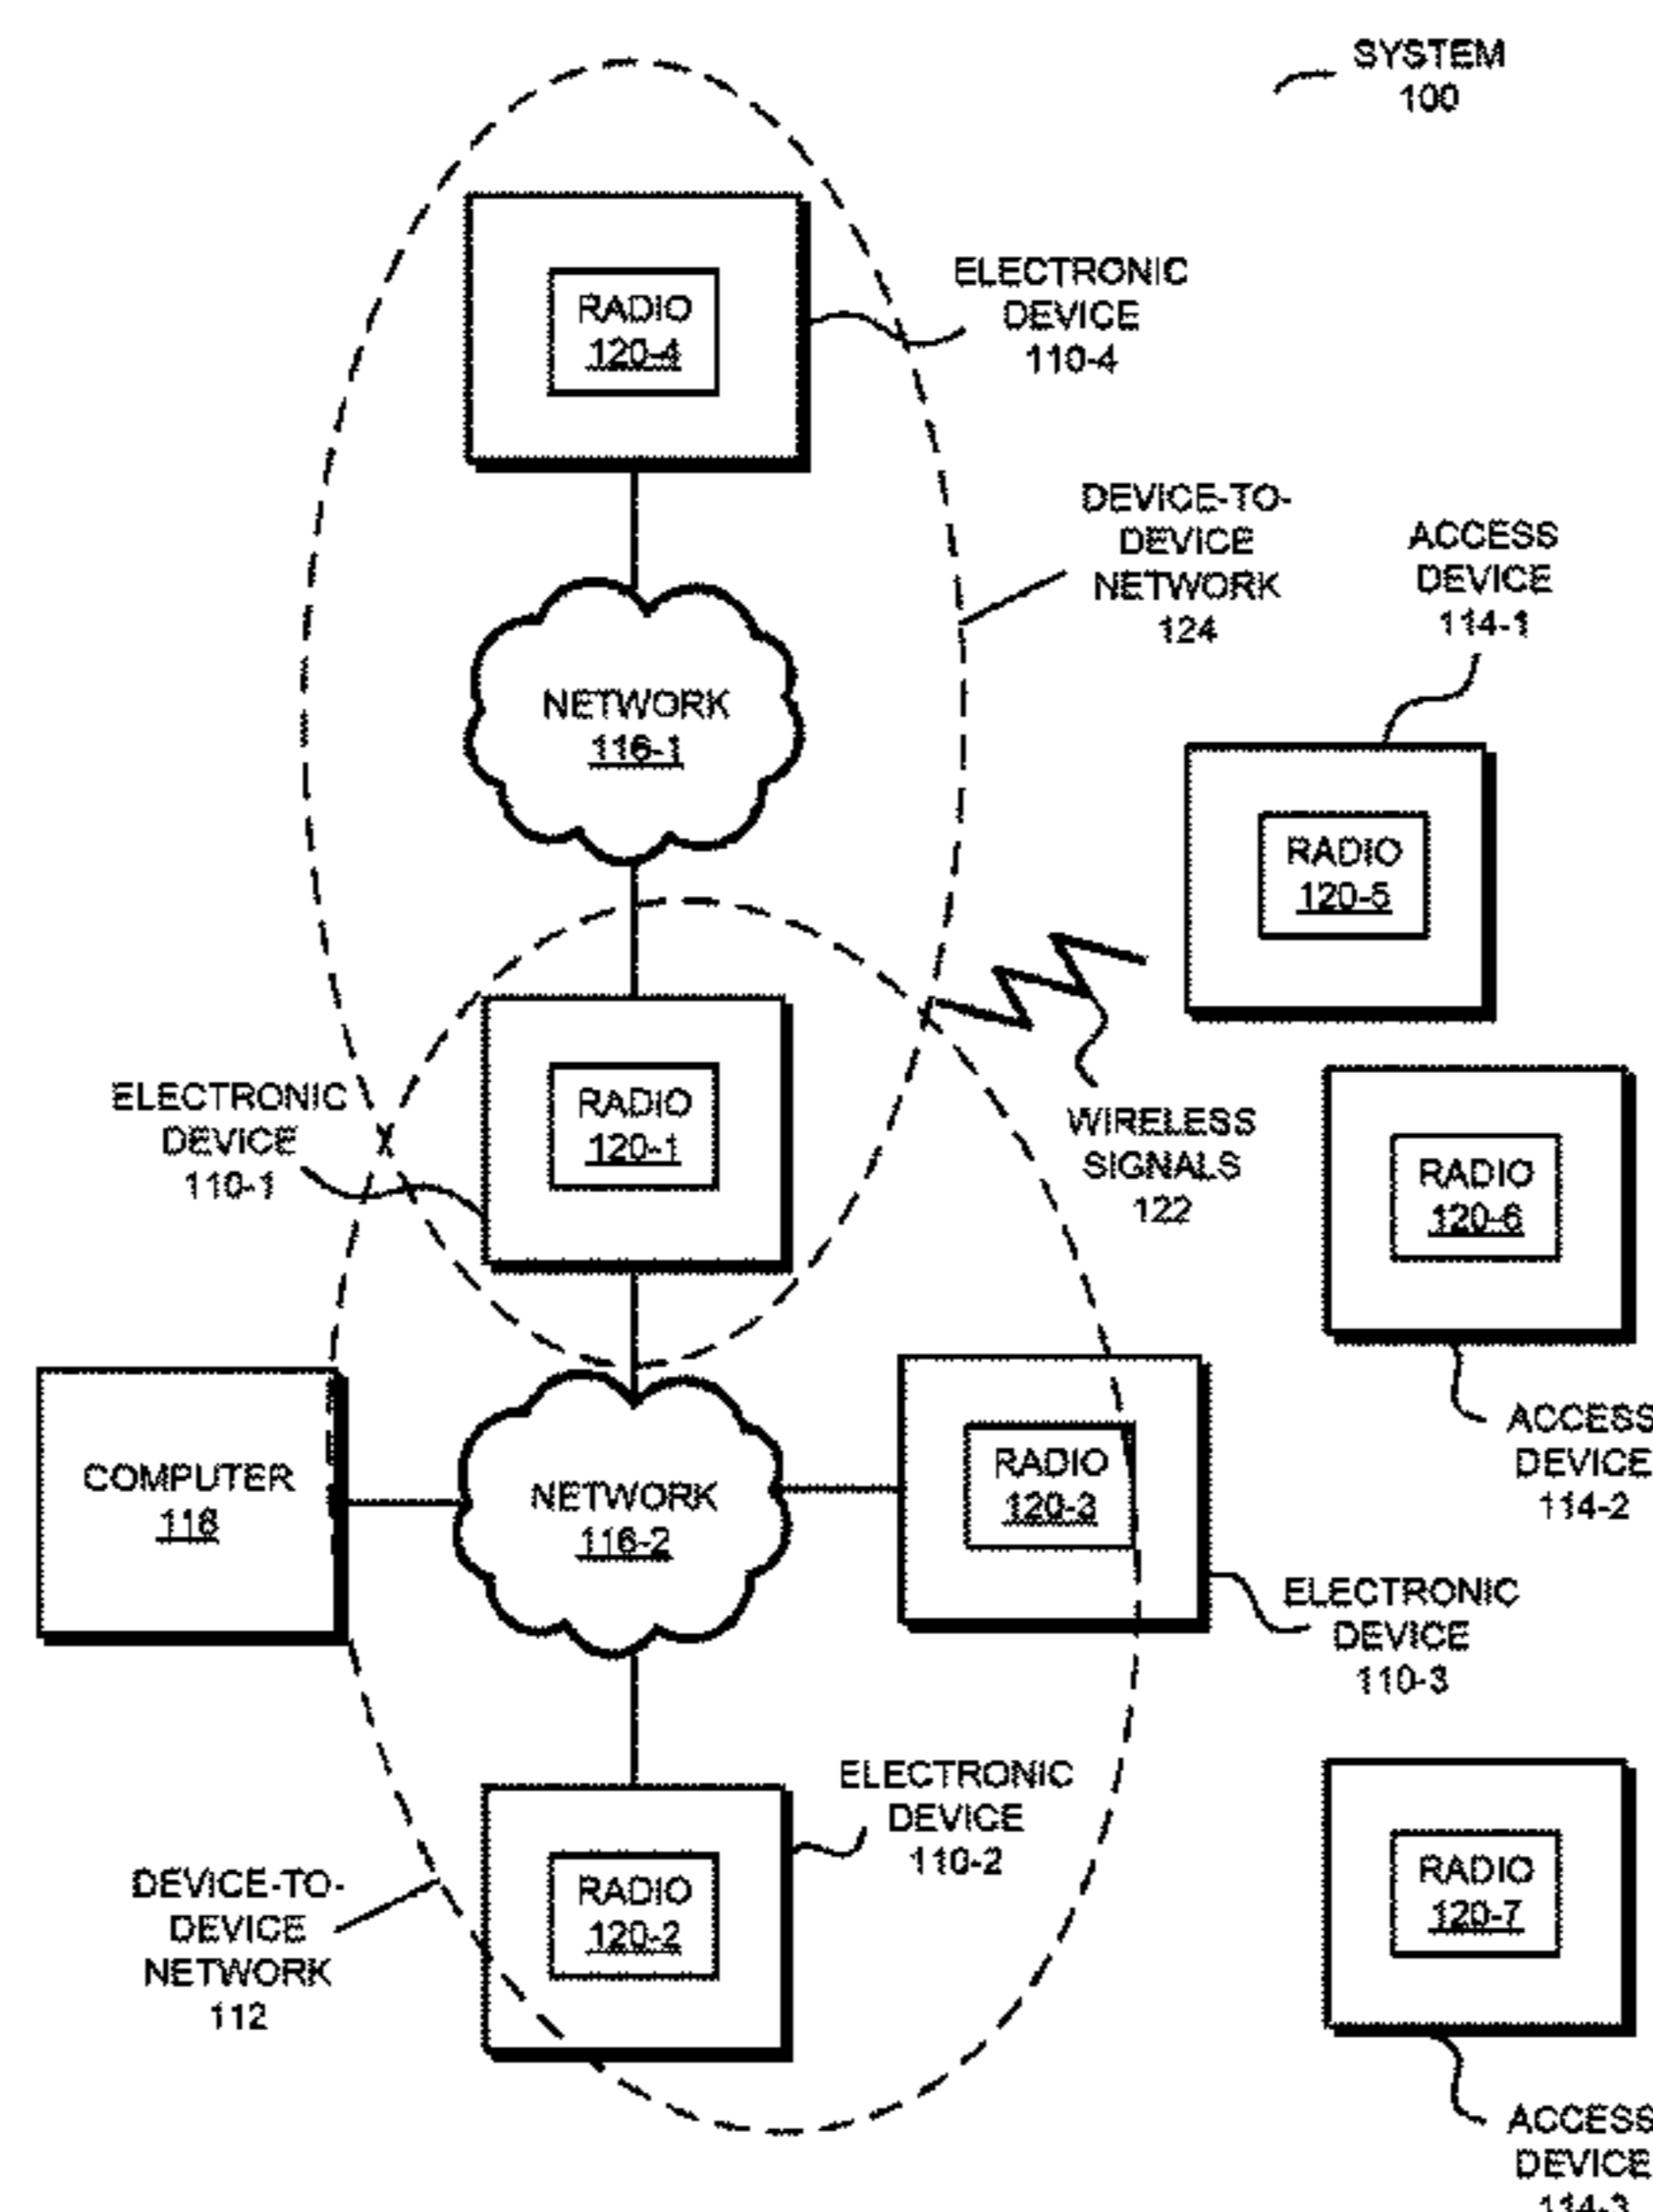 SYSTEM
100
RADIO
120-4
ELECTRONIC
DEVICE
110-4
DEVICE-TO-
DEVICE
NETWORK
124
ACCESS
DEVICE
114-1
NETWORK
116-1
RADIO
120-5
RADIO
120-1
ELECTRONIC
DEVICE
110-1
WIRELESS
SIGNALS
122
RADIO
120-6
ACCESS
DEVICE
114-2
COMPUTER
118
NETWORK
116-2
RADIO
120-3
ELECTRONIC
DEVICE
110-3
ELECTRONIC
DEVICE
110-2
RADIO
120-2
DEVICE-TO-
DEVICE
NETWORK
112
RADIO
120-7
ACCESS
DEVICE
114-3